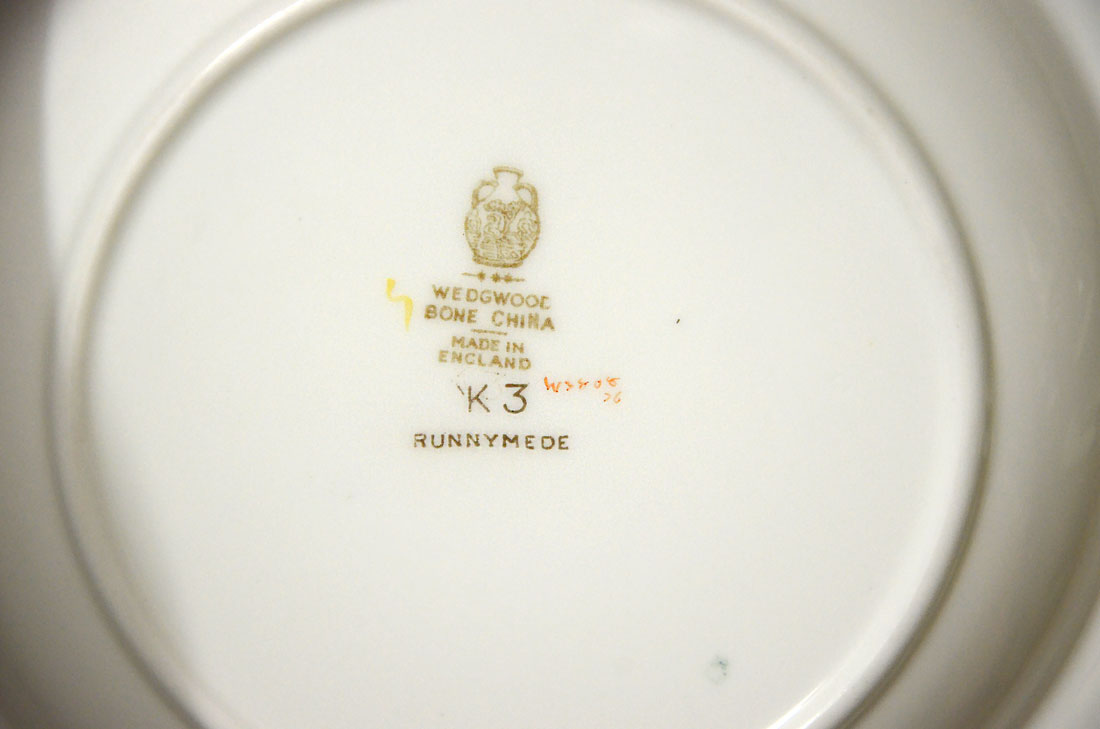 WEDGWOOD
BONE CHINA
MADE IN
ENGLAND
K 3
RUNNYMEDE